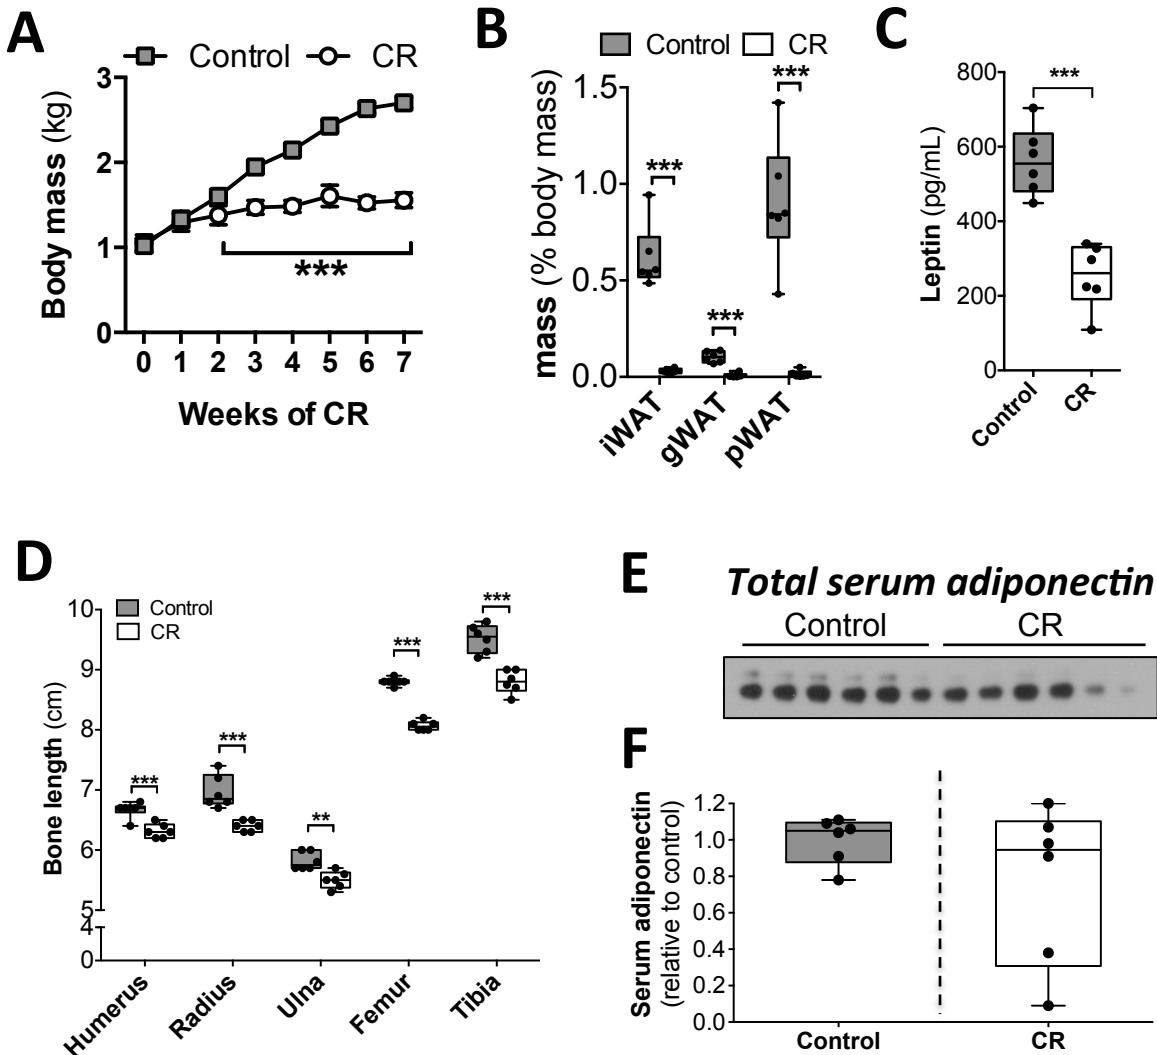 A
Control CR
Body mass (kg)
3
2
1
0
***
0 1 2 3 4 5 6 7
Weeks of CR
B
Control CR
mass (% body mass)
1.5
1.0
0.5
0.0
***
***
***
iWAT gWAT pWAT
C
Leptin (pg/mL)
800
600
400
200
0
***
Control CR
D
Control
CR
Bone length (cm)
10
9
8
7
6
5
4
0
***
***
**
***
***
Humerus Radius Ulna Femur Tibia
E
Total serum adiponectin
Control CR
F
Serum adiponectin
(relative to control)
1.2
1.0
0.8
0.6
0.4
0.2
0.0
Control CR